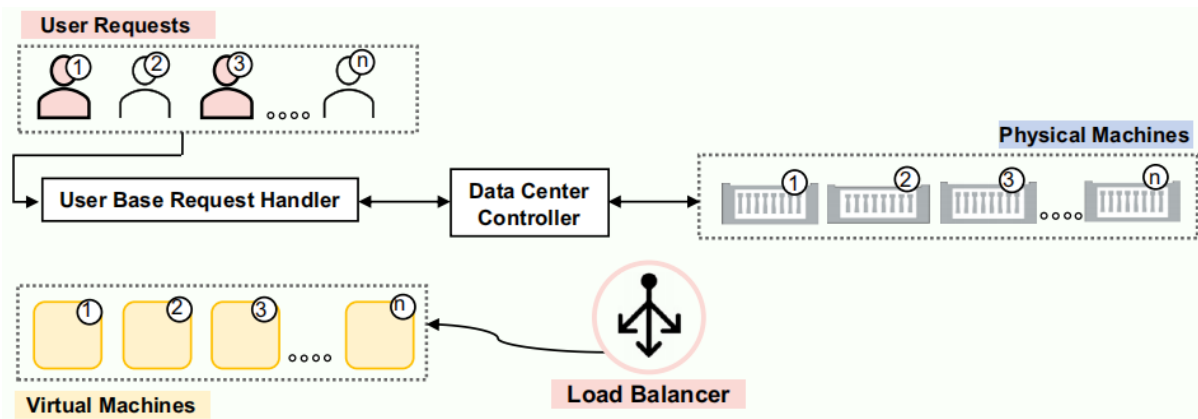 User Requests
1 2 3 n
Physical Machines
1 2 3 n
User Base Request Handler
Data Center
Controller
1 2 3 n
Load Balancer
Virtual Machines